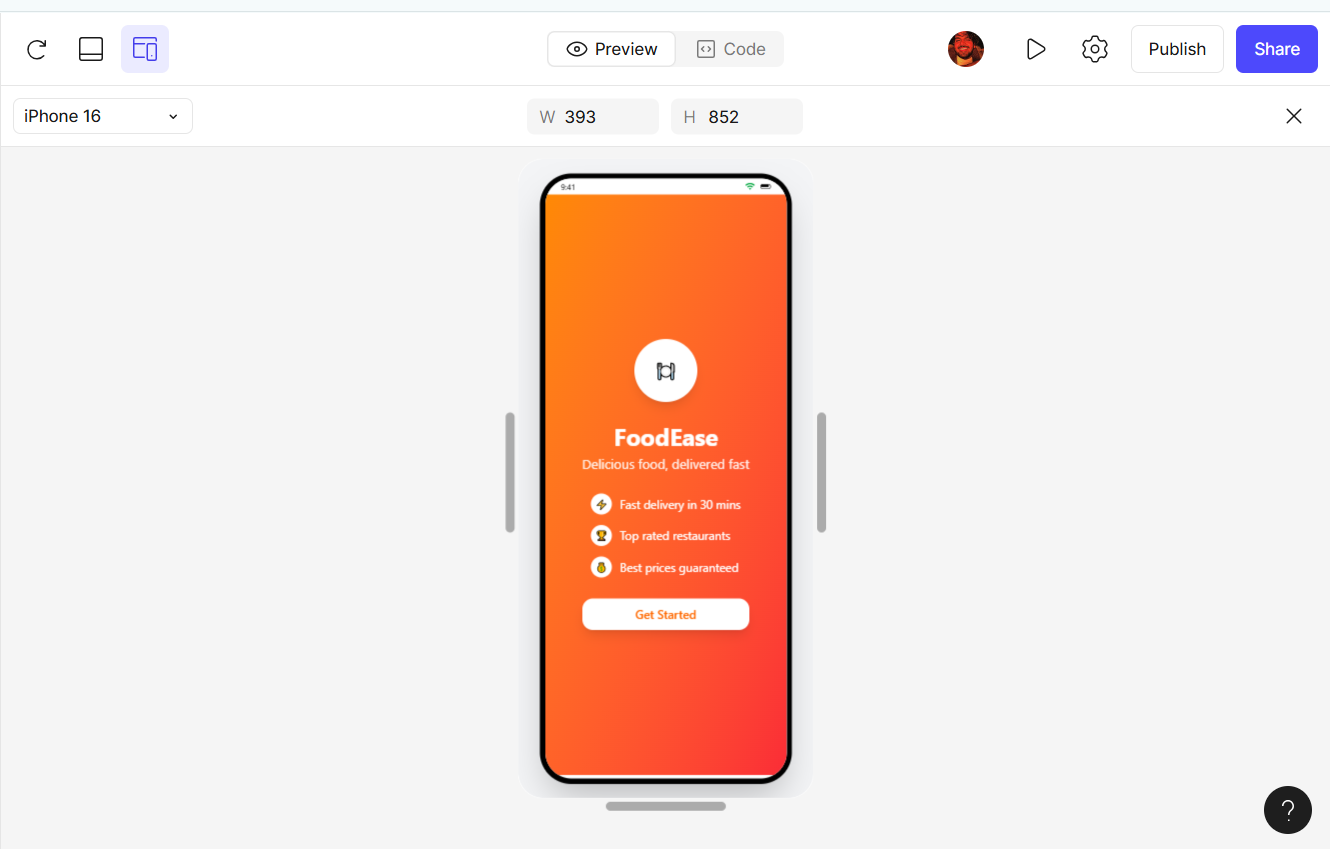 Preview
Code
Publish
Share
iPhone 16
W 393
H 852
9:41
FoodEase
Delicious food, delivered fast
Fast delivery in 30 mins
Top rated restaurants
Best prices guaranteed
Get Started
?